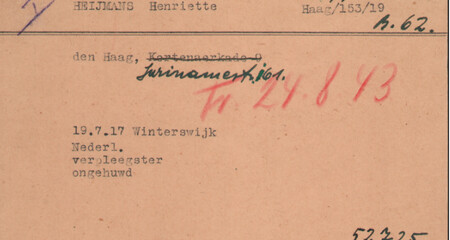 HEIJMANS Henriette Haag/153/19
B.62.
den Haag, Kortenaerkade 9
Surinamestr. 161.
Tr. 24.8.43
19.7.17 Winterswijk
Nederl.
verpleegster
ongehuwd
52725